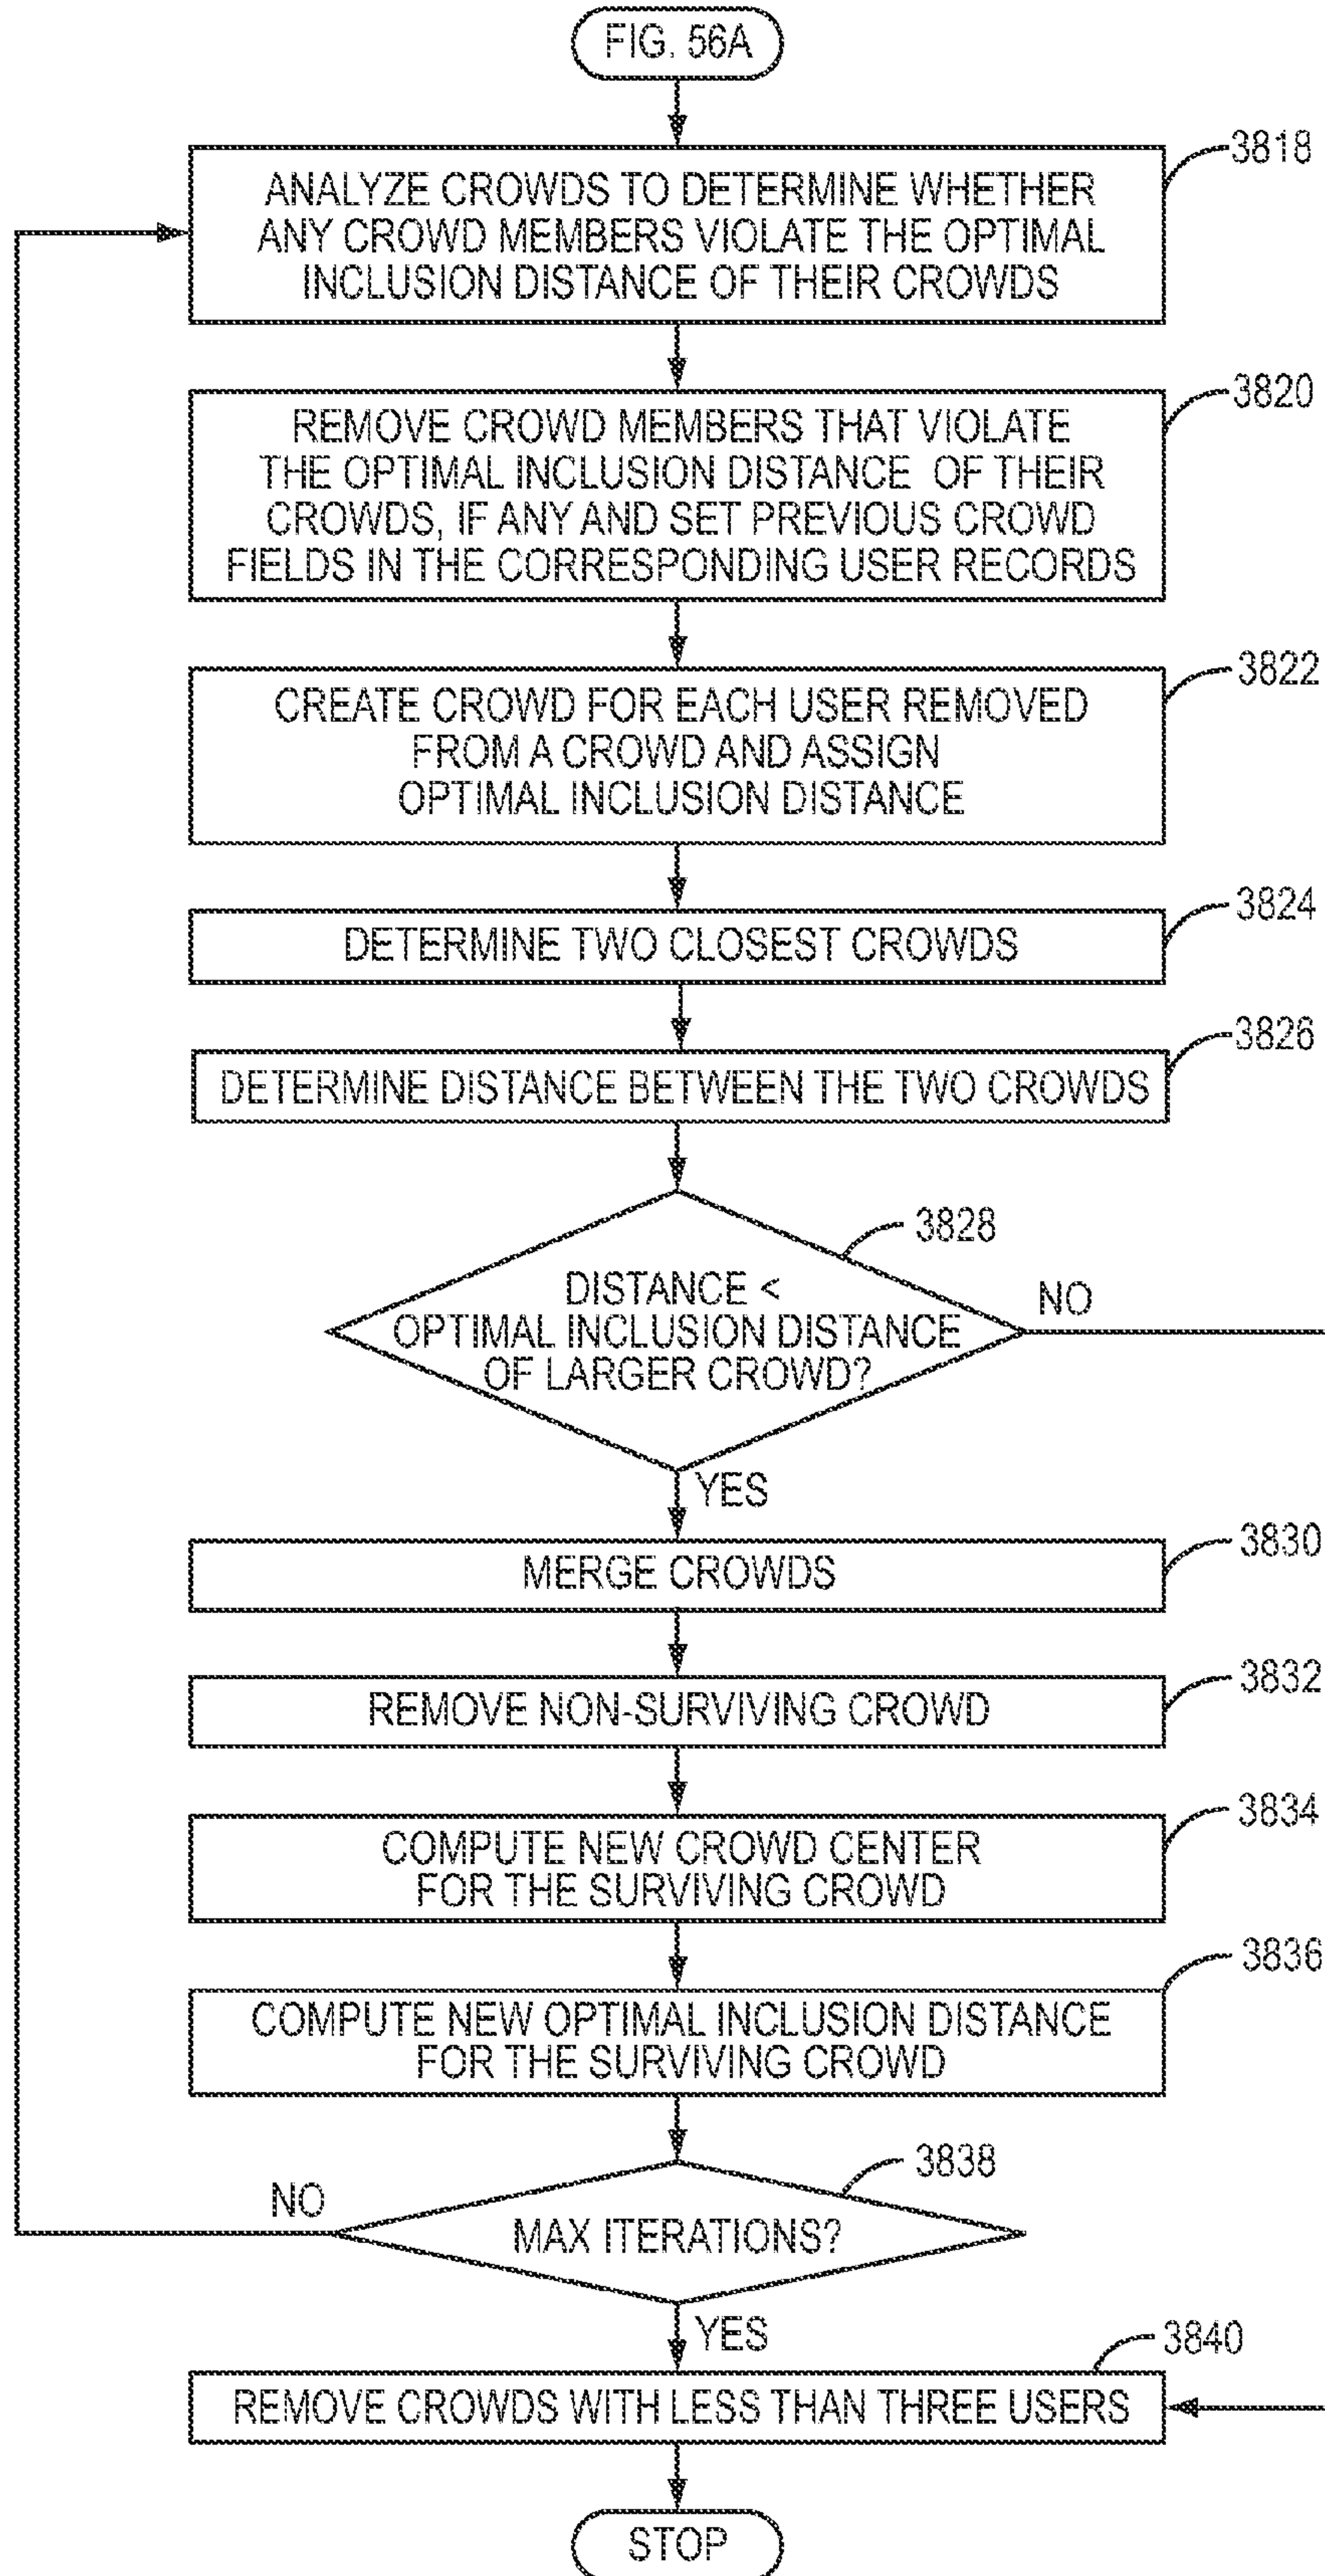 FIG. 56A
3818
ANALYZE CROWDS TO DETERMINE WHETHER
ANY CROWD MEMBERS VIOLATE THE OPTIMAL
INCLUSION DISTANCE OF THEIR CROWDS
3820
REMOVE CROWD MEMBERS THAT VIOLATE
THE OPTIMAL INCLUSION DISTANCE OF THEIR
CROWDS, IF ANY AND SET PREVIOUS CROWD
FIELDS IN THE CORRESPONDING USER RECORDS
3822
CREATE CROWD FOR EACH USER REMOVED
FROM A CROWD AND ASSIGN
OPTIMAL INCLUSION DISTANCE
3824
DETERMINE TWO CLOSEST CROWDS
3826
DETERMINE DISTANCE BETWEEN THE TWO CROWDS
3828
DISTANCE <
OPTIMAL INCLUSION DISTANCE
OF LARGER CROWD?
NO
YES
3830
MERGE CROWDS
3832
REMOVE NON-SURVIVING CROWD
3834
COMPUTE NEW CROWD CENTER
FOR THE SURVIVING CROWD
3836
COMPUTE NEW OPTIMAL INCLUSION DISTANCE
FOR THE SURVIVING CROWD
3838
NO
MAX ITERATIONS?
YES
3840
REMOVE CROWDS WITH LESS THAN THREE USERS
STOP